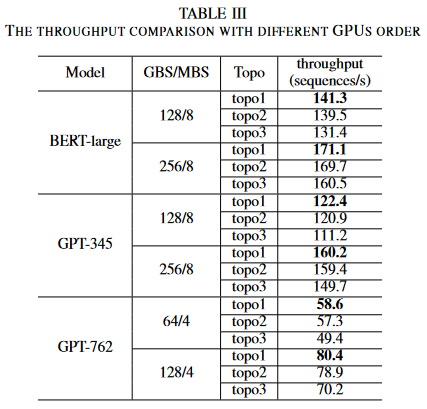 TABLE III
THE THROUGHPUT COMPARISON WITH DIFFERENT GPUS ORDER
Model GBS/MBS Topo throughput (sequences/s)
BERT-large 128/8 topo1 141.3
topo2 139.5
topo3 131.4
256/8 topo1 171.1
topo2 169.7
topo3 160.5
GPT-345 128/8 topo1 122.4
topo2 120.9
topo3 111.2
256/8 topo1 160.2
topo2 159.4
topo3 149.7
GPT-762 64/4 topo1 58.6
topo2 57.3
topo3 49.4
128/4 topo1 80.4
topo2 78.9
topo3 70.2